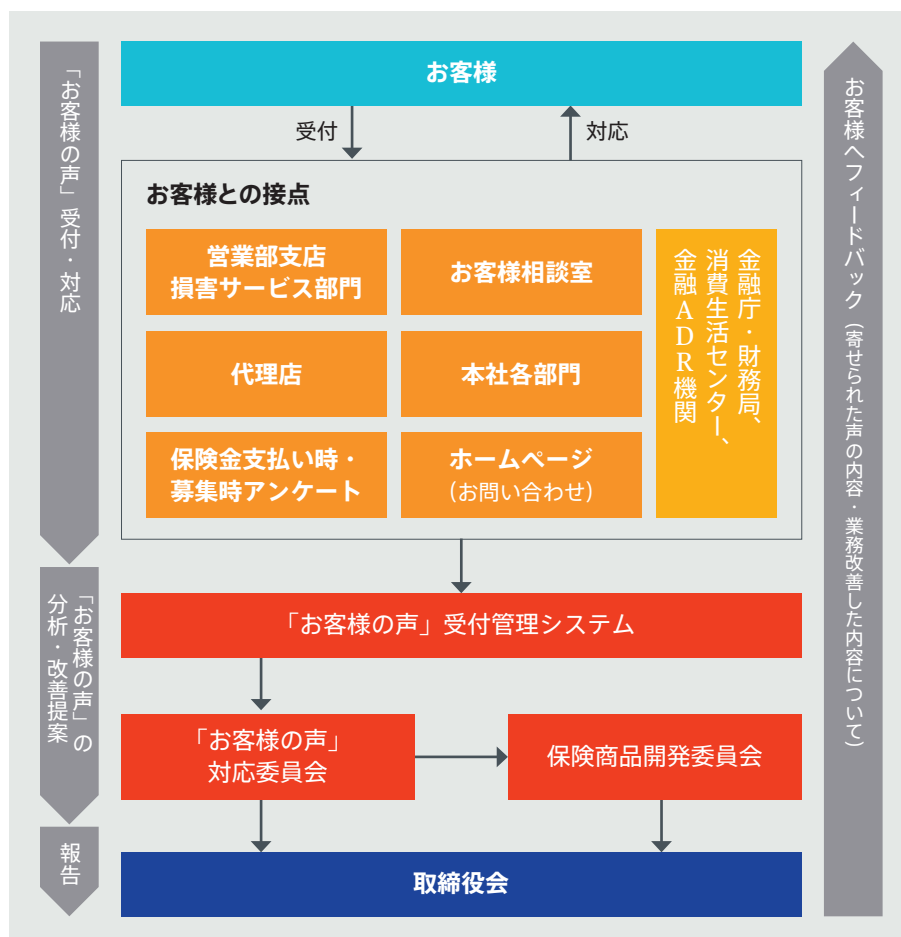 お客様
受付
対応
お客様との接点
営業部支店
損害サービス部門
お客様相談室
代理店
本社各部門
保険金支払い時・
募集時アンケート
ホームページ
(お問い合わせ)
金融庁・財務局、
消費生活センター、
金融ADR機関
「お客様の声」受付管理システム
「お客様の声」
対応委員会
保険商品開発委員会
取締役会
「お客様の声」受付・対応
「お客様の声」の
分析・改善提案
報告
お客様へフィードバック(寄せられた声の内容・業務改善した内容について)